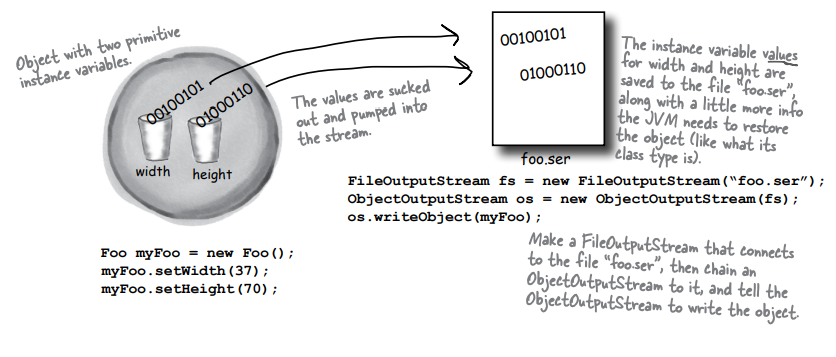 Object with two primitive
instance variables.
00100101
01000110
width
height
The values are sucked
out and pumped into
the stream.
00100101
01000110
foo.ser
The instance variable values
for width and height are
saved to the file “foo.ser”,
along with a little more info
the JVM needs to restore
the object (like what its
class type is).
Foo myFoo = new Foo();
myFoo.setWidth(37);
myFoo.setHeight(70);
FileOutputStream fs = new FileOutputStream(“foo.ser”);
ObjectOutputStream os = new ObjectOutputStream(fs);
os.writeObject(myFoo);
Make a FileOutputStream that connects
to the file “foo.ser”, then chain an
ObjectOutputStream to it, and tell the
ObjectOutputStream to write the object.